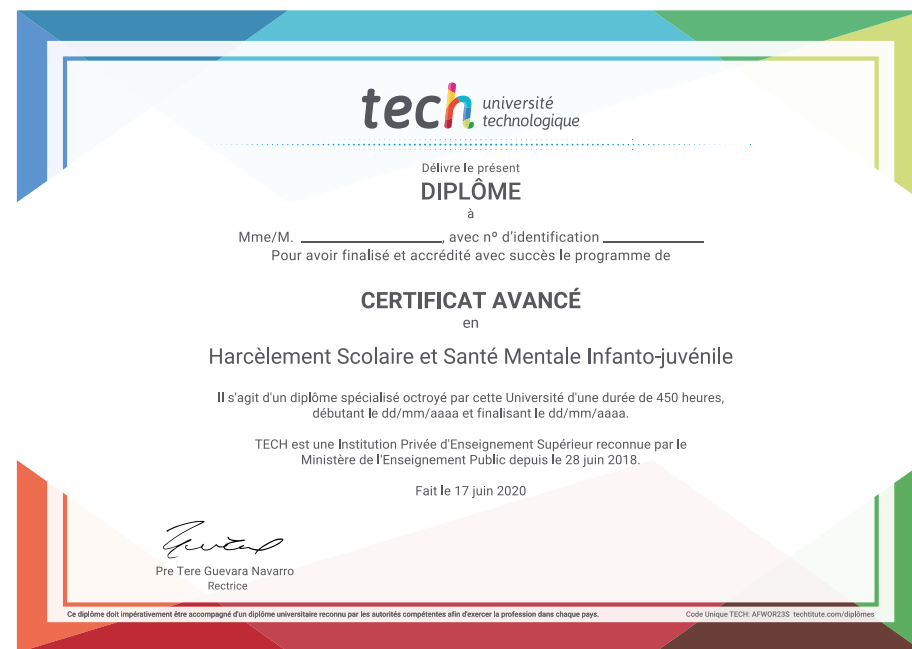 tech université
technologique
Délivre le présent
DIPLÔME
à
Mme/M. ____________________, avec nº d'identification ______________
Pour avoir finalisé et accrédité avec succès le programme de
CERTIFICAT AVANCÉ
en
Harcèlement Scolaire et Santé Mentale Infanto-juvénile
Il s'agit d'un diplôme spécialisé octroyé par cette Université d'une durée de 450 heures,
débutant le dd/mm/aaaa et finalisant le dd/mm/aaaa.
TECH est une Institution Privée d'Enseignement Supérieur reconnue par le
Ministère de l'Enseignement Public depuis le 28 juin 2018.
Fait le 17 juin 2020
Pre Tere Guevara Navarro
Rectrice
Ce diplôme doit impérativement être accompagné d'un diplôme universitaire reconnu par les autorités compétentes afin d'exercer la profession dans chaque pays.
Code Unique TECH: AFWOR23S techtitute.com/diplômes